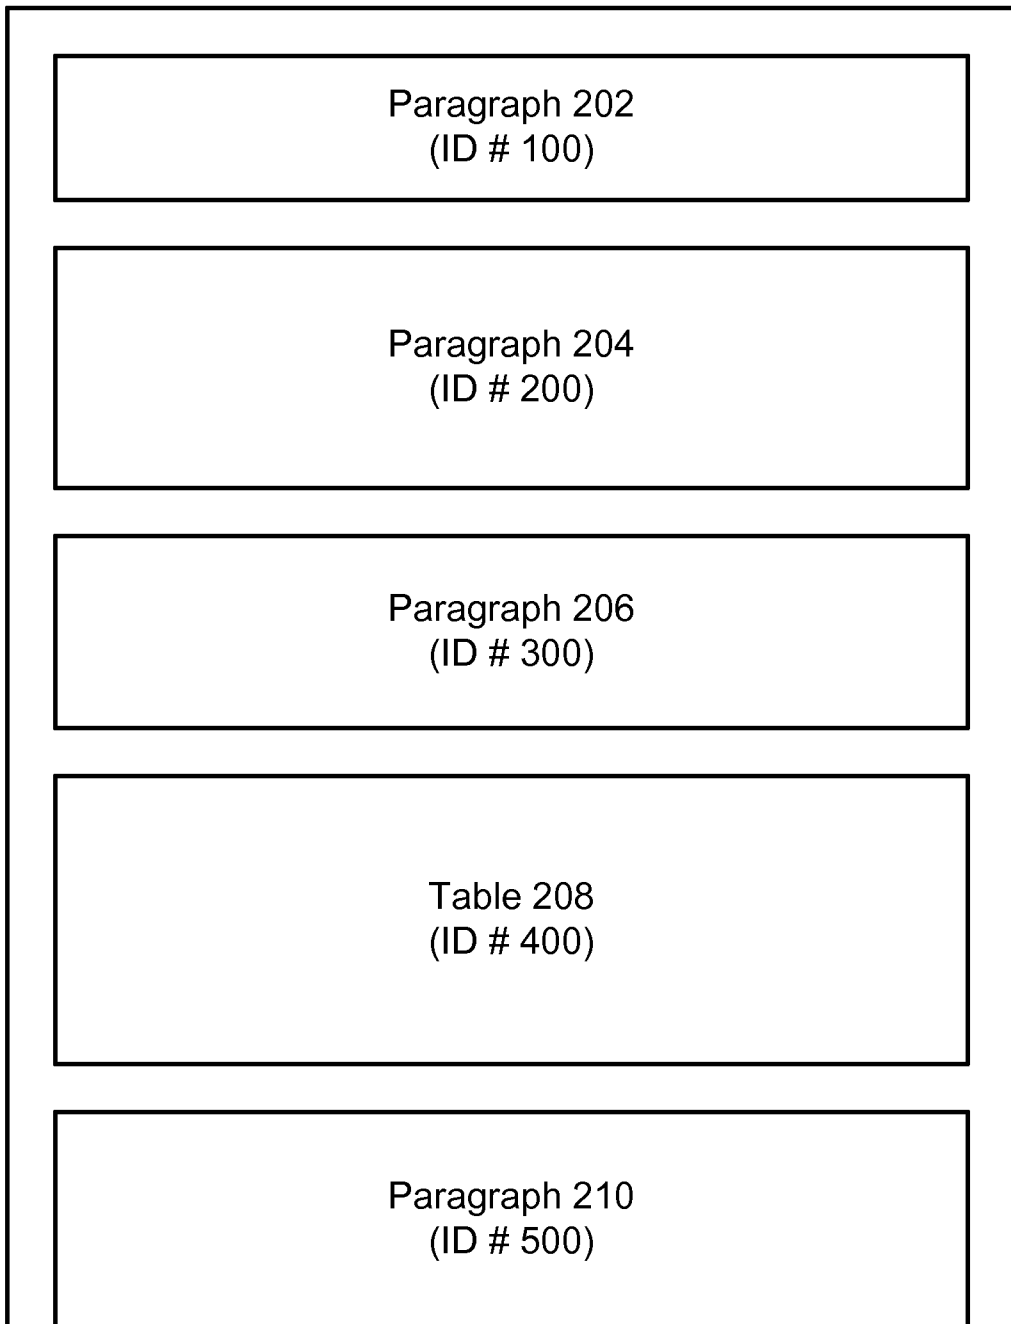 Paragraph 202
(ID # 100)
Paragraph 204
(ID # 200)
Paragraph 206
(ID # 300)
Table 208
(ID # 400)
Paragraph 210
(ID # 500)